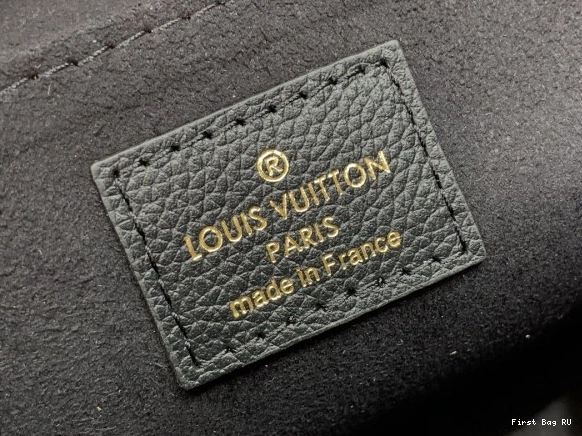 ®
LOUIS VUITTON
PARIS
made in France
First Bag RU